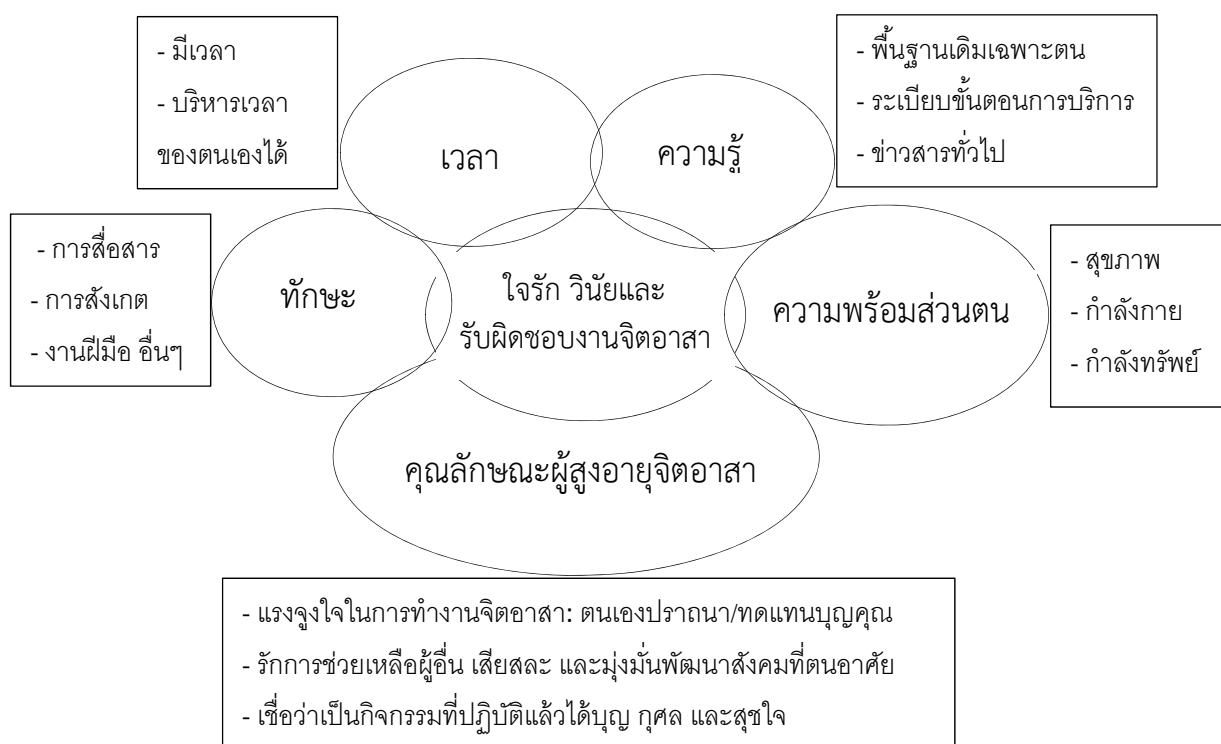 - มีเวลา
- บริหารเวลา
ของตนเองได้
เวลา
ความรู้
- พื้นฐานเดิมเฉพาะตน
- ระเบียบขั้นตอนการบริการ
- ข่าวสารทั่วไป
- การสื่อสาร
- การสังเกต
- งานฝีมือ อื่นๆ
ทักษะ
ใจรัก วินัยและ
รับผิดชอบงานจิตอาสา
ความพร้อมส่วนตน
- สุขภาพ
- กำลังกาย
- กำลังทรัพย์
คุณลักษณะผู้สูงอายุจิตอาสา
- แรงจูงใจในการทำงานจิตอาสา: ตนเองปราถนา/ทดแทนบุญคุณ
- รักการช่วยเหลือผู้อื่น เสียสละ และมุ่งมั่นพัฒนาสังคมที่ตนอาศัย
- เชื่อว่าเป็นกิจกรรมที่ปฏิบัติแล้วได้บุญ กุศล และสุชใจ